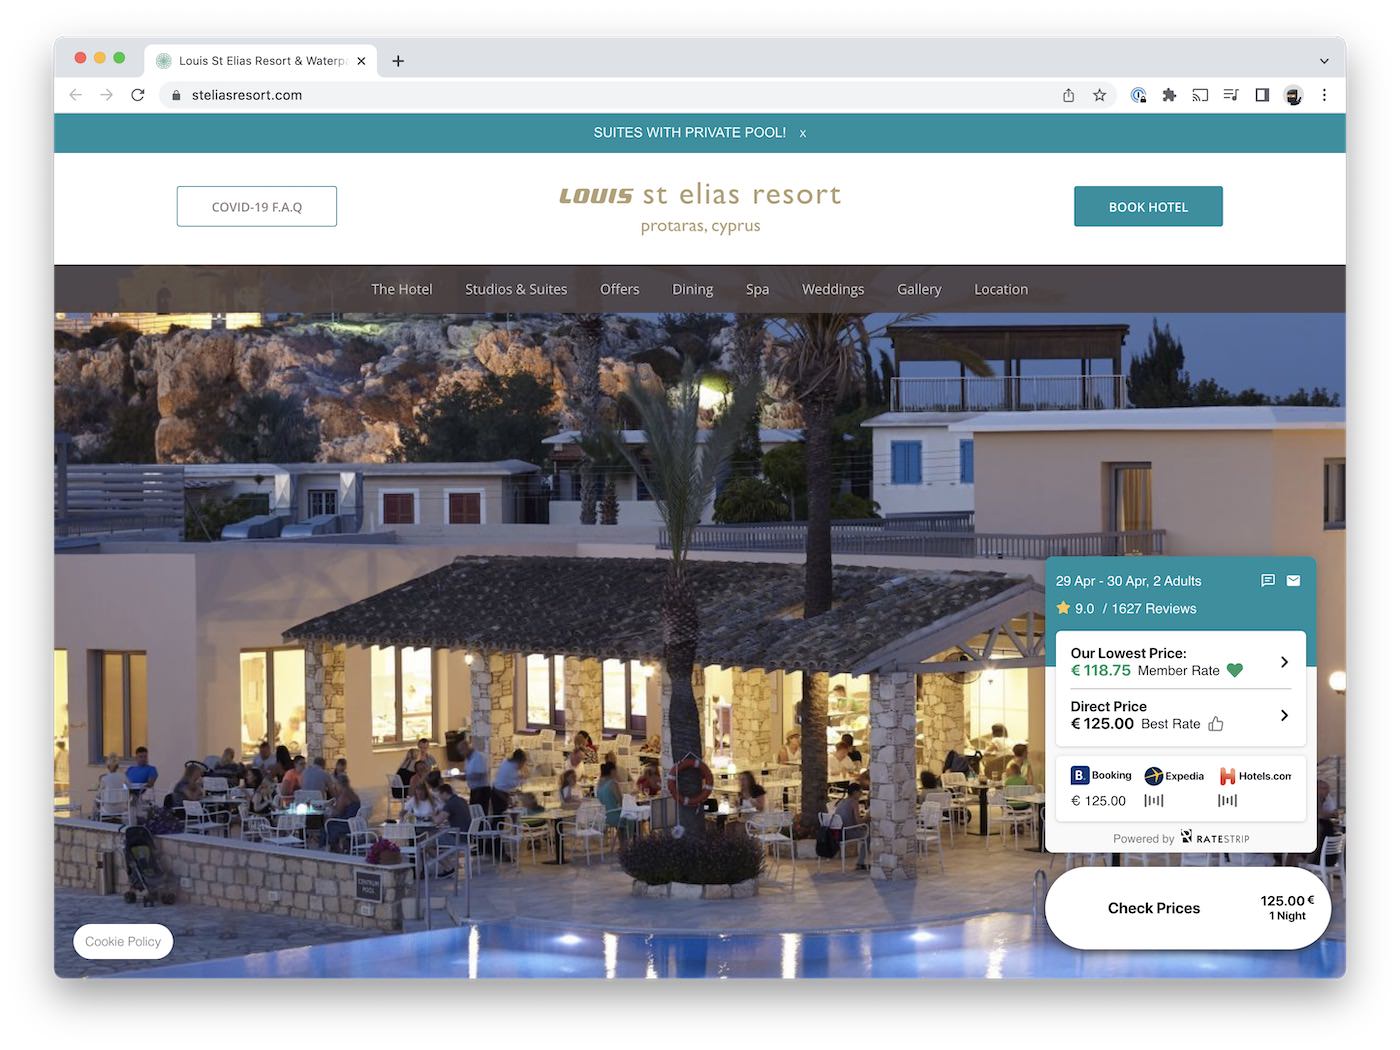 Louis St Elias Resort & Waterp
steliasresort.com
SUITES WITH PRIVATE POOL! x
COVID-19 F.A.Q
LOUIS st elias resort
protaras, cyprus
BOOK HOTEL
The Hotel Studios & Suites Offers Dining Spa Weddings Gallery Location
29 Apr - 30 Apr, 2 Adults
9.0 / 1627 Reviews
Our Lowest Price:
€ 118.75 Member Rate
Direct Price
€ 125.00 Best Rate
B. Booking Expedia H Hotels.com
€ 125.00
Powered by RATESTRIP
CENTRUM
POOL
Check Prices
125.00 €
1 Night
Cookie Policy